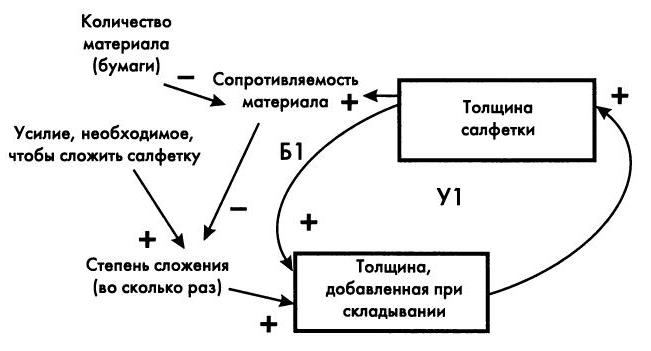 Количество
материала
(бумаги)
−
Сопротивляемость
материала
+
Толщина
салфетки
+
Усилие, необходимое,
чтобы сложить салфетку
Б1
У1
−
+
+
Степень сложения
(во сколько раз)
+
Толщина,
добавленная при
складывании